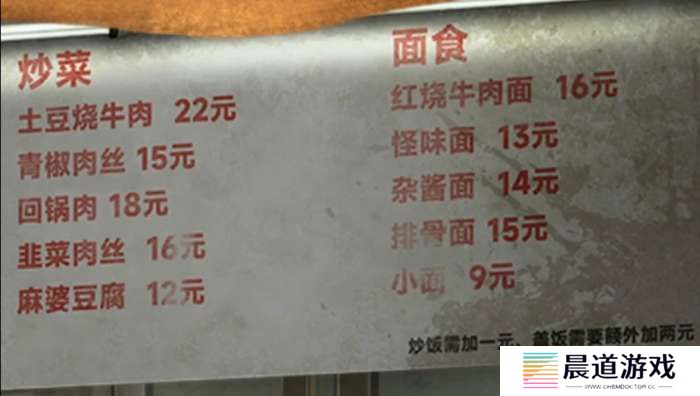 炒菜
土豆烧牛肉 22元
青椒肉丝 15元
回锅肉 18元
韭菜肉丝 16元
麻婆豆腐 12元
面食
红烧牛肉面 16元
怪味面 13元
杂酱面 14元
排骨面 15元
小面 9元
炒饭需加一元、盖饭需要额外加两元
晨道游戏
WWW.CHEMDOCTOR.CC